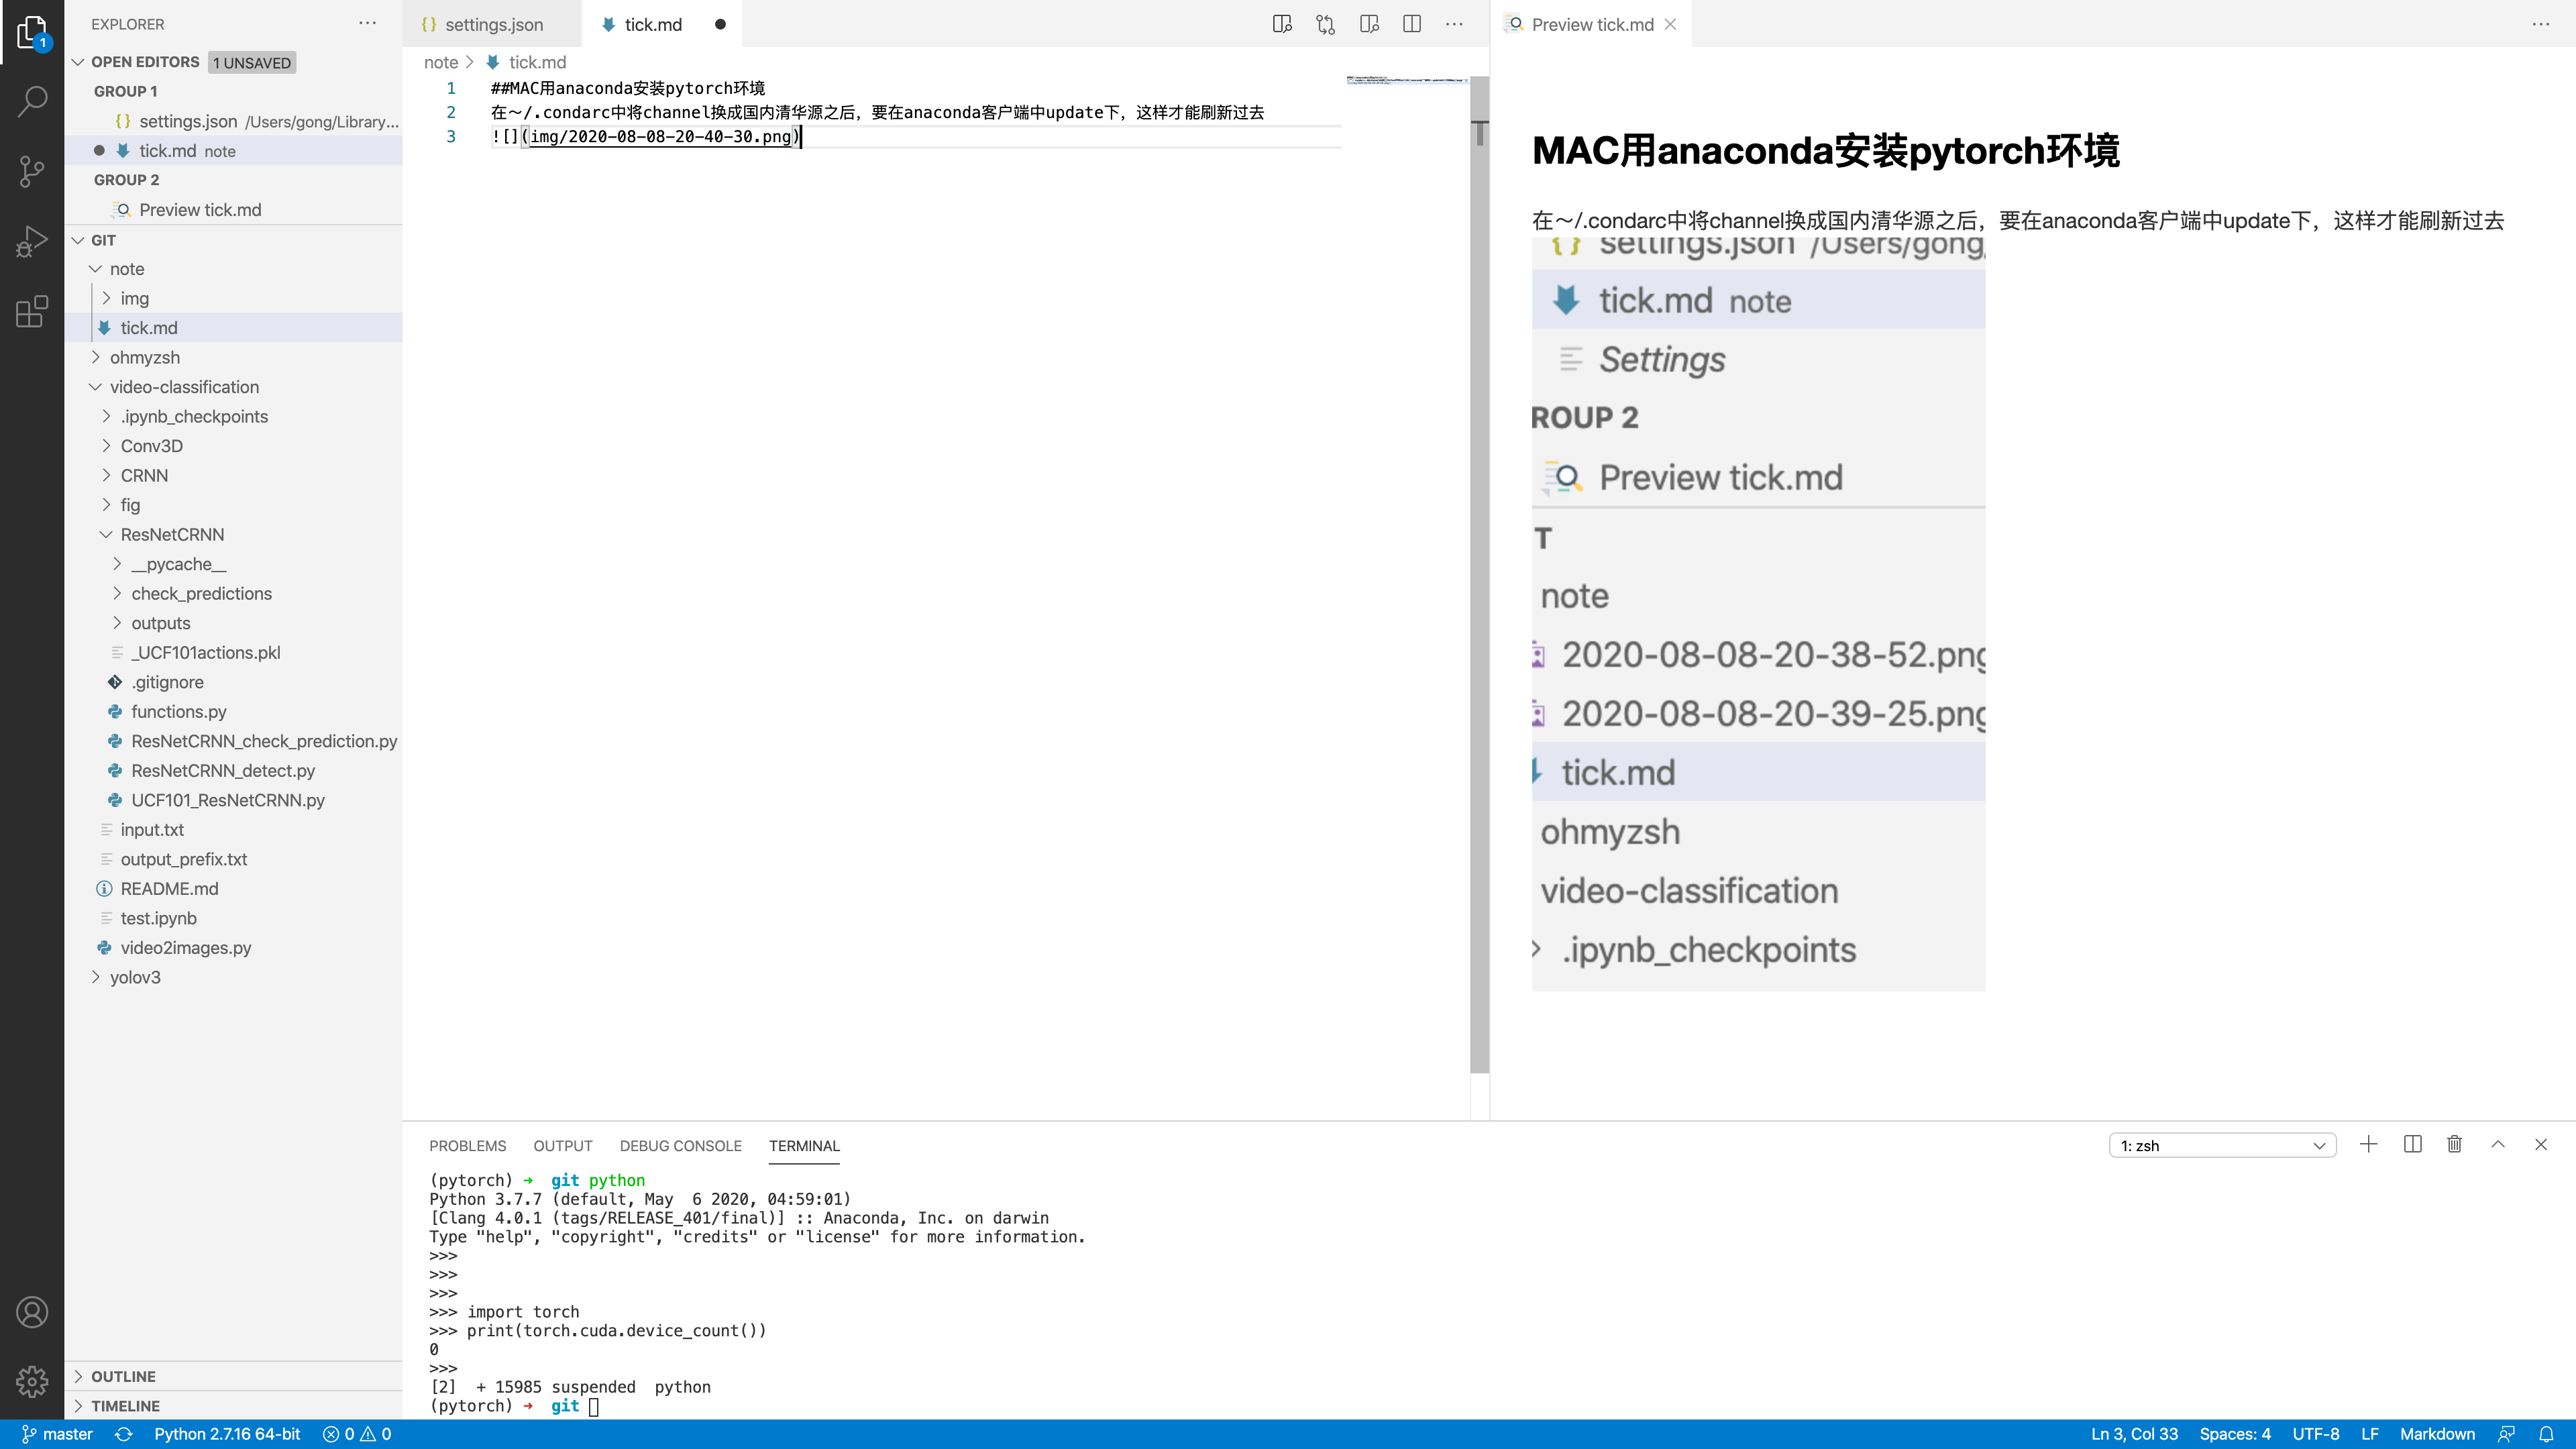 EXPLORER
OPEN EDITORS 1 UNSAVED
GROUP 1
settings.json /Users/gong/Library...
tick.md note
GROUP 2
Preview tick.md
GIT
note
img
tick.md
ohmyzsh
video-classification
.ipynb_checkpoints
Conv3D
CRNN
fig
ResNetCRNN
__pycache__
check_predictions
outputs
_UCF101actions.pkl
.gitignore
functions.py
ResNetCRNN_check_prediction.py
ResNetCRNN_detect.py
UCF101_ResNetCRNN.py
input.txt
output_prefix.txt
README.md
test.ipynb
video2images.py
yolov3
OUTLINE
TIMELINE
settings.json
tick.md
note > tick.md
1 ##MAC用anaconda安装pytorch环境
2 在～/.condarc中将channel换成国内清华源之后，要在anaconda客户端中update下，这样才能刷新过去
3 ![](img/2020-08-08-20-40-30.png)
Preview tick.md
MAC用anaconda安装pytorch环境
在～/.condarc中将channel换成国内清华源之后，要在anaconda客户端中update下，这样才能刷新过去
settings.json /Users/gong
tick.md note
Settings
ROUP 2
Preview tick.md
T
note
2020-08-08-20-38-52.png
2020-08-08-20-39-25.png
tick.md
ohmyzsh
video-classification
.ipynb_checkpoints
PROBLEMS OUTPUT DEBUG CONSOLE TERMINAL
1: zsh
(pytorch) ➜ git python
Python 3.7.7 (default, May  6 2020, 04:59:01)
[Clang 4.0.1 (tags/RELEASE_401/final)] :: Anaconda, Inc. on darwin
Type "help", "copyright", "credits" or "license" for more information.
>>>
>>>
>>>
>>> import torch
>>> print(torch.cuda.device_count())
0
>>>
[2]  + 15985 suspended  python
(pytorch) ➜ git
master Python 2.7.16 64-bit 0 0
Ln 3, Col 33 Spaces: 4 UTF-8 LF Markdown
1